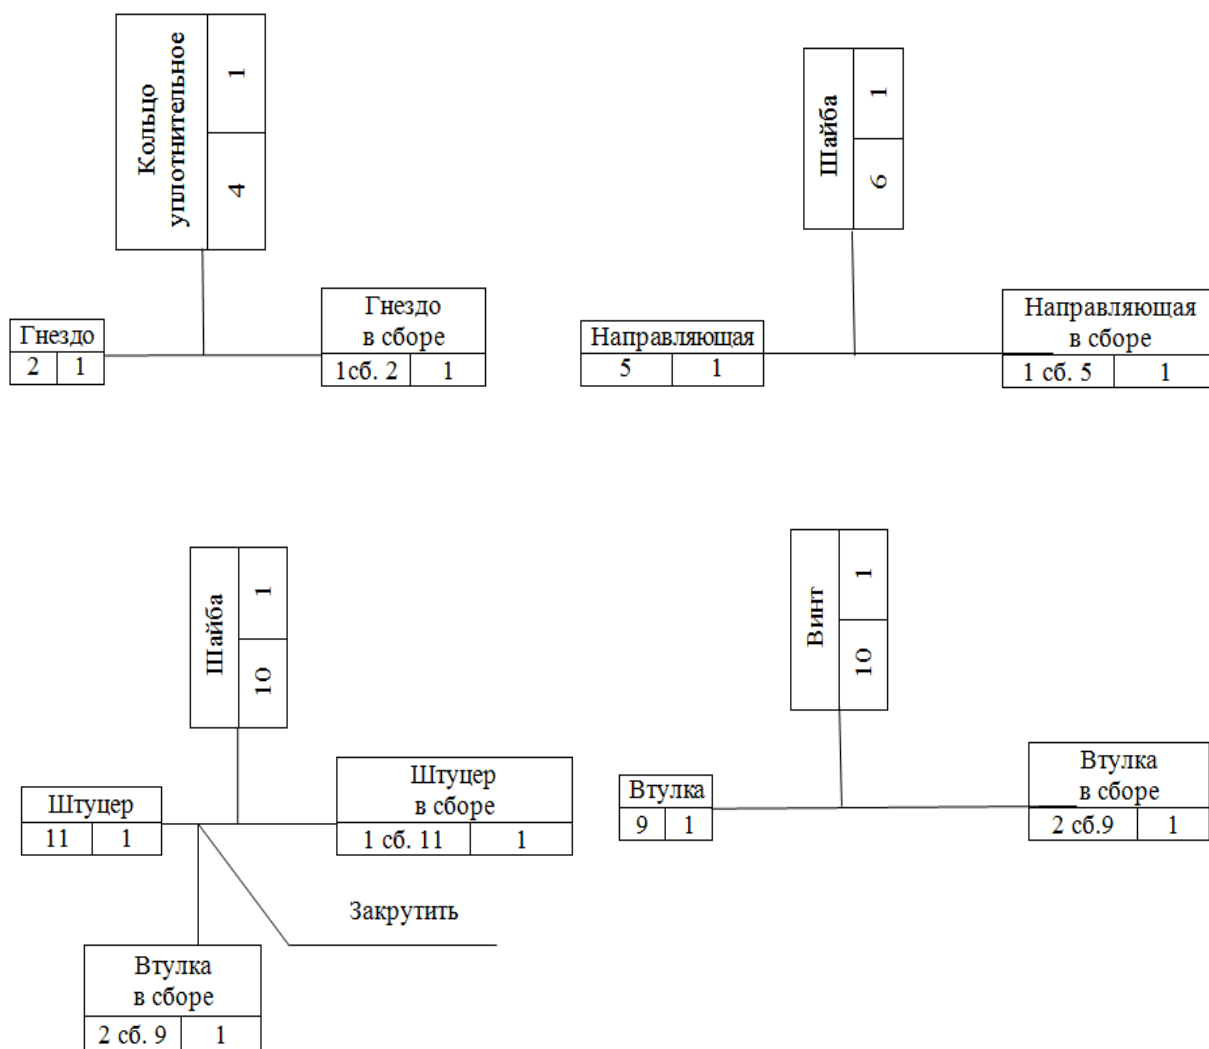 Кольцо
уплотнительное
1
4
Гнездо
2 1
Гнездо
в сборе
1сб. 2 1
Шайба
1
6
Направляющая
5 1
Направляющая
в сборе
1 сб. 5 1
Шайба
1
10
Штуцер
11 1
Штуцер
в сборе
1 сб. 11 1
Закрутить
Втулка
в сборе
2 сб. 9 1
Винт
1
10
Втулка
9 1
Втулка
в сборе
2 сб.9 1